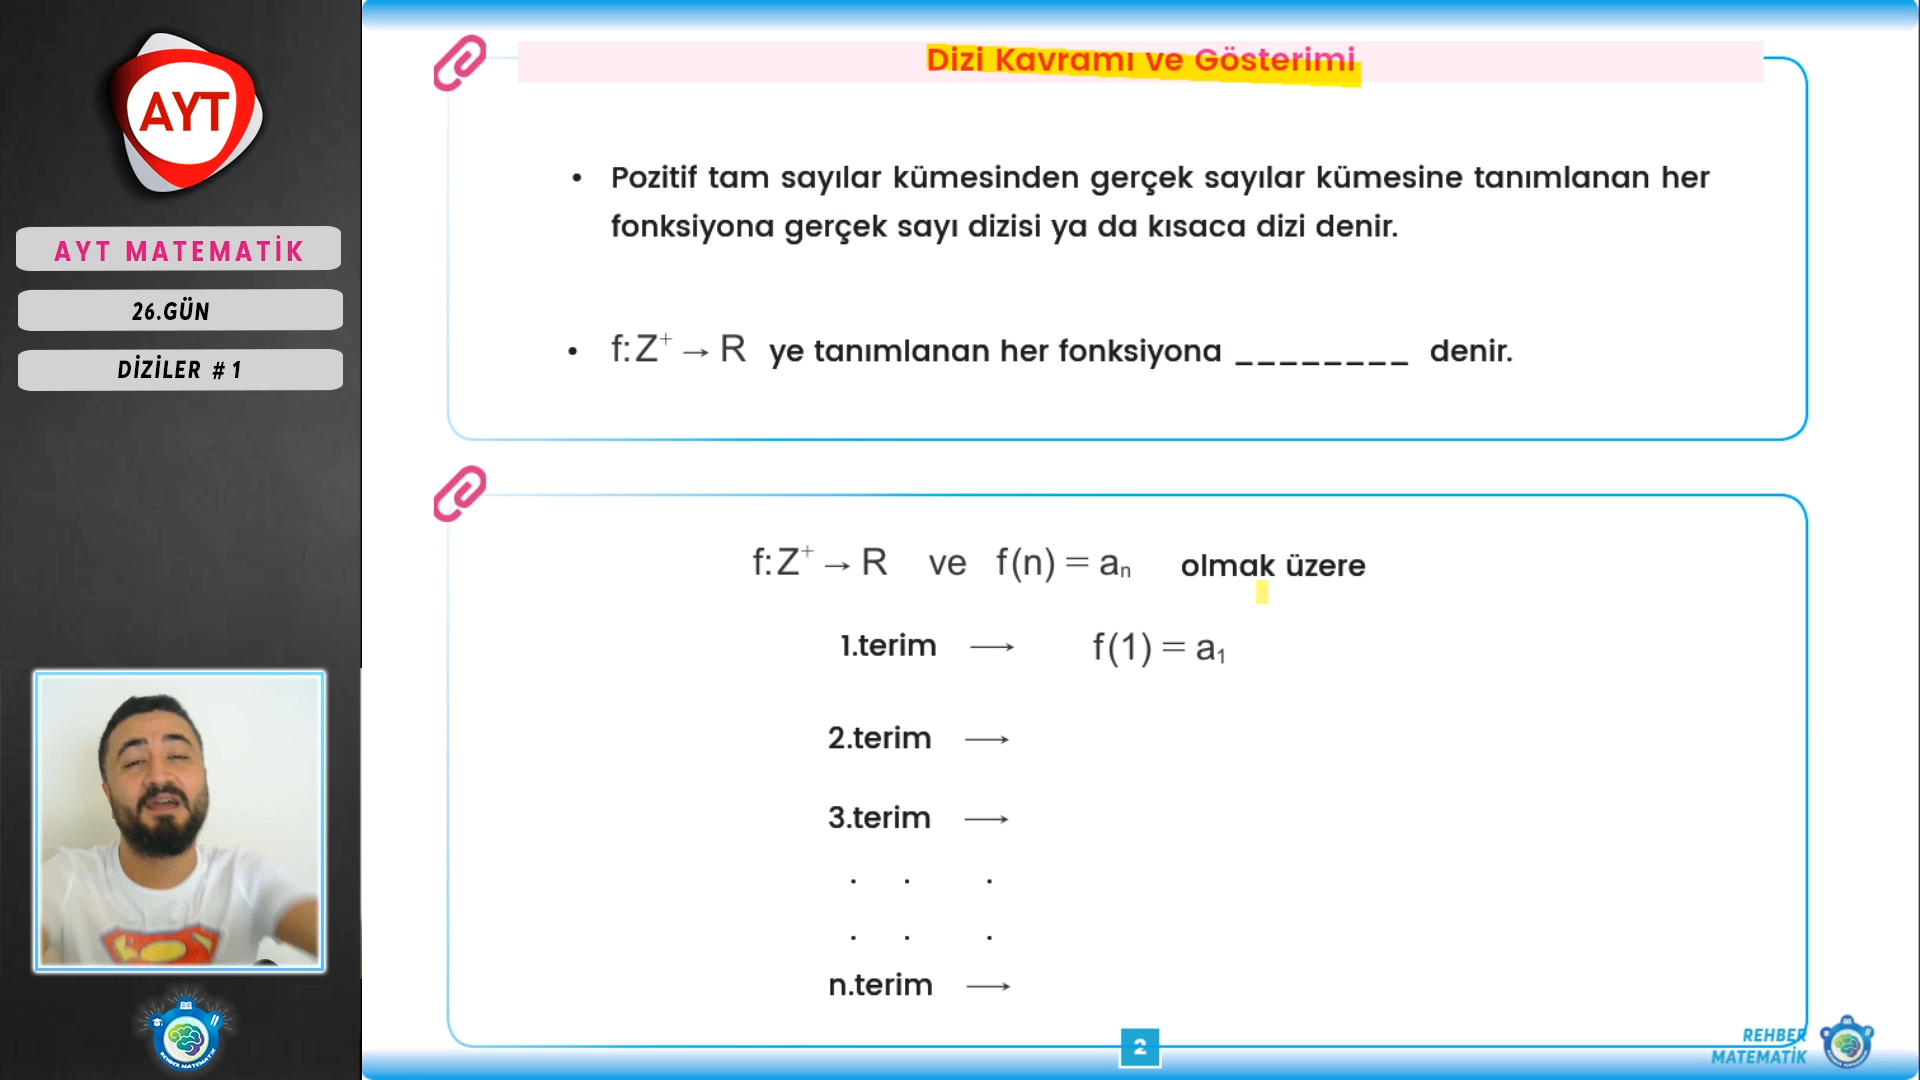 AYT
AYT MATEMATİK
26.GÜN
DİZİLER #1
Dizi Kavramı ve Gösterimi
• Pozitif tam sayılar kümesinden gerçek sayılar kümesine tanımlanan her
fonksiyona gerçek sayı dizisi ya da kısaca dizi denir.
• f: Z⁺ → R ye tanımlanan her fonksiyona ________ denir.
f: Z⁺ → R ve f(n) = aₙ olmak üzere
1.terim → f(1) = a₁
2.terim →
3.terim →
. . .
. . .
n.terim →
2
REHBER
MATEMATİK
REHBER MATEMATİK